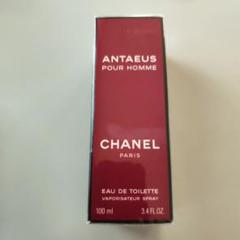 ANTAEUS
POUR HOMME
CHANEL
PARIS
EAU DE TOILETTE
VAPORISATEUR SPRAY
100 ml 3.4 FL.OZ.